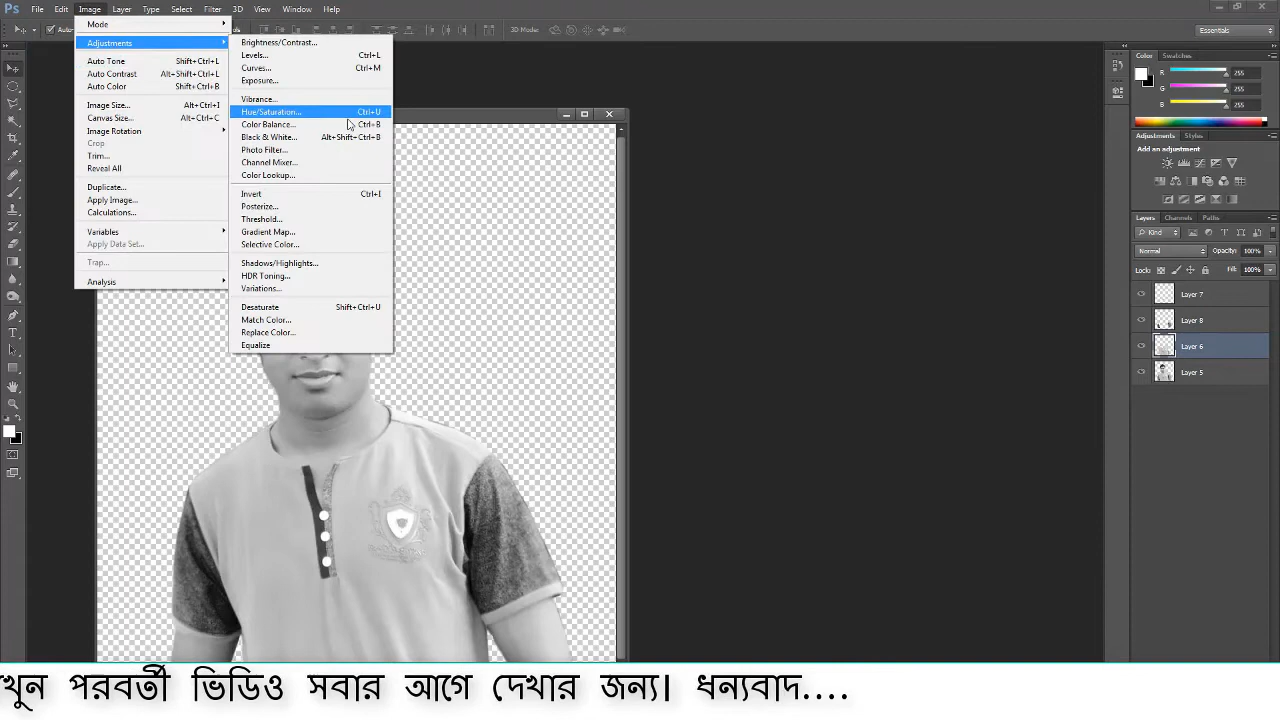 Ps File Edit Image Layer Type Select Filter 3D View Window Help
Mode
Adjustments
Auto Tone Shift+Ctrl+L
Auto Contrast Alt+Shift+Ctrl+L
Auto Color Shift+Ctrl+B
Image Size... Alt+Ctrl+I
Canvas Size... Alt+Ctrl+C
Image Rotation
Crop
Trim...
Reveal All
Duplicate...
Apply Image...
Calculations...
Variables
Apply Data Set...
Trap...
Analysis
Brightness/Contrast...
Levels... Ctrl+L
Curves... Ctrl+M
Exposure...
Vibrance...
Hue/Saturation... Ctrl+U
Color Balance... Ctrl+B
Black & White... Alt+Shift+Ctrl+B
Photo Filter...
Channel Mixer...
Color Lookup...
Invert Ctrl+I
Posterize...
Threshold...
Gradient Map...
Selective Color...
Shadows/Highlights...
HDR Toning...
Variations...
Desaturate Shift+Ctrl+U
Match Color...
Replace Color...
Equalize
3D Mode:
Essentials
Color Swatches
R 255
G 255
B 255
Adjustments Styles
Add an adjustment
Layers Channels Paths
Kind
Normal Opacity: 100%
Lock: Fill: 100%
Layer 7
Layer 8
Layer 6
Layer 5
খুন পরবর্তী ভিডিও সবার আগে দেখার জন্য। ধন্যবাদ....